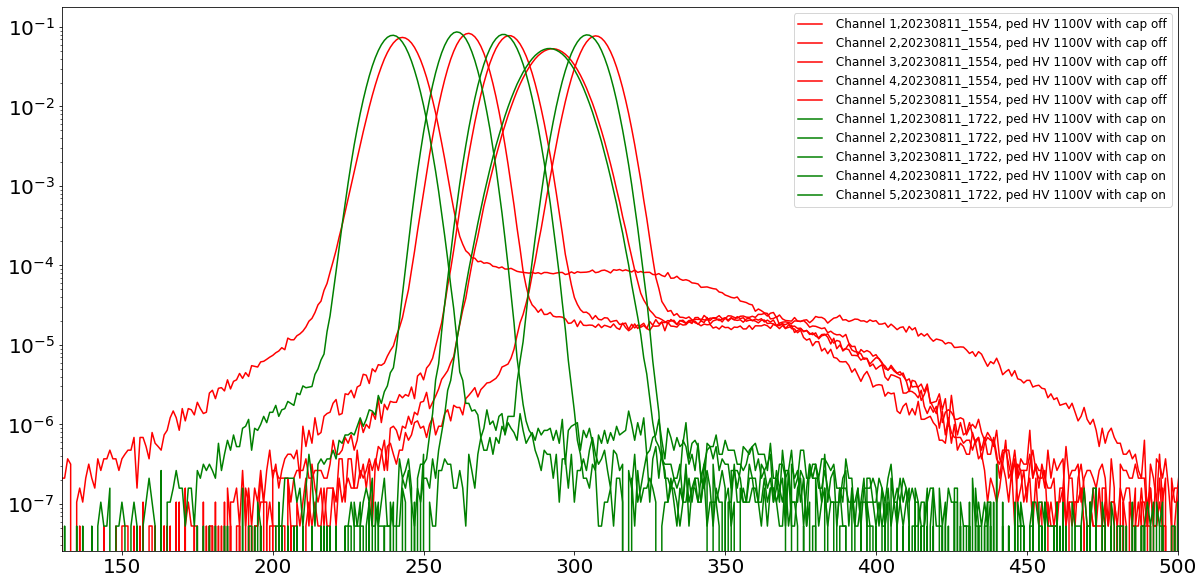 10⁻¹
10⁻²
10⁻³
10⁻⁴
10⁻⁵
10⁻⁶
10⁻⁷
Channel 1,20230811_1554, ped HV 1100V with cap off
Channel 2,20230811_1554, ped HV 1100V with cap off
Channel 3,20230811_1554, ped HV 1100V with cap off
Channel 4,20230811_1554, ped HV 1100V with cap off
Channel 5,20230811_1554, ped HV 1100V with cap off
Channel 1,20230811_1722, ped HV 1100V with cap on
Channel 2,20230811_1722, ped HV 1100V with cap on
Channel 3,20230811_1722, ped HV 1100V with cap on
Channel 4,20230811_1722, ped HV 1100V with cap on
Channel 5,20230811_1722, ped HV 1100V with cap on
150 200 250 300 350 400 450 500